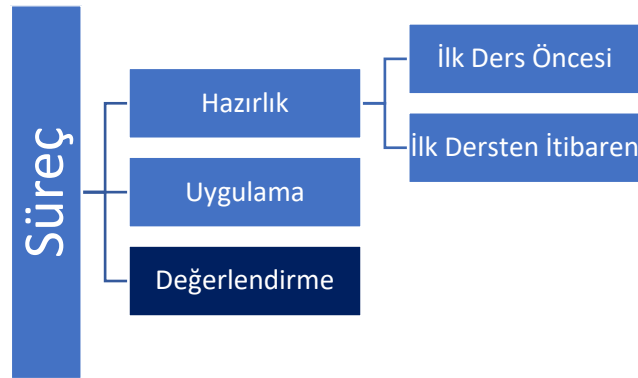 Süreç
Hazırlık
İlk Ders Öncesi
İlk Dersten İtibaren
Uygulama
Değerlendirme